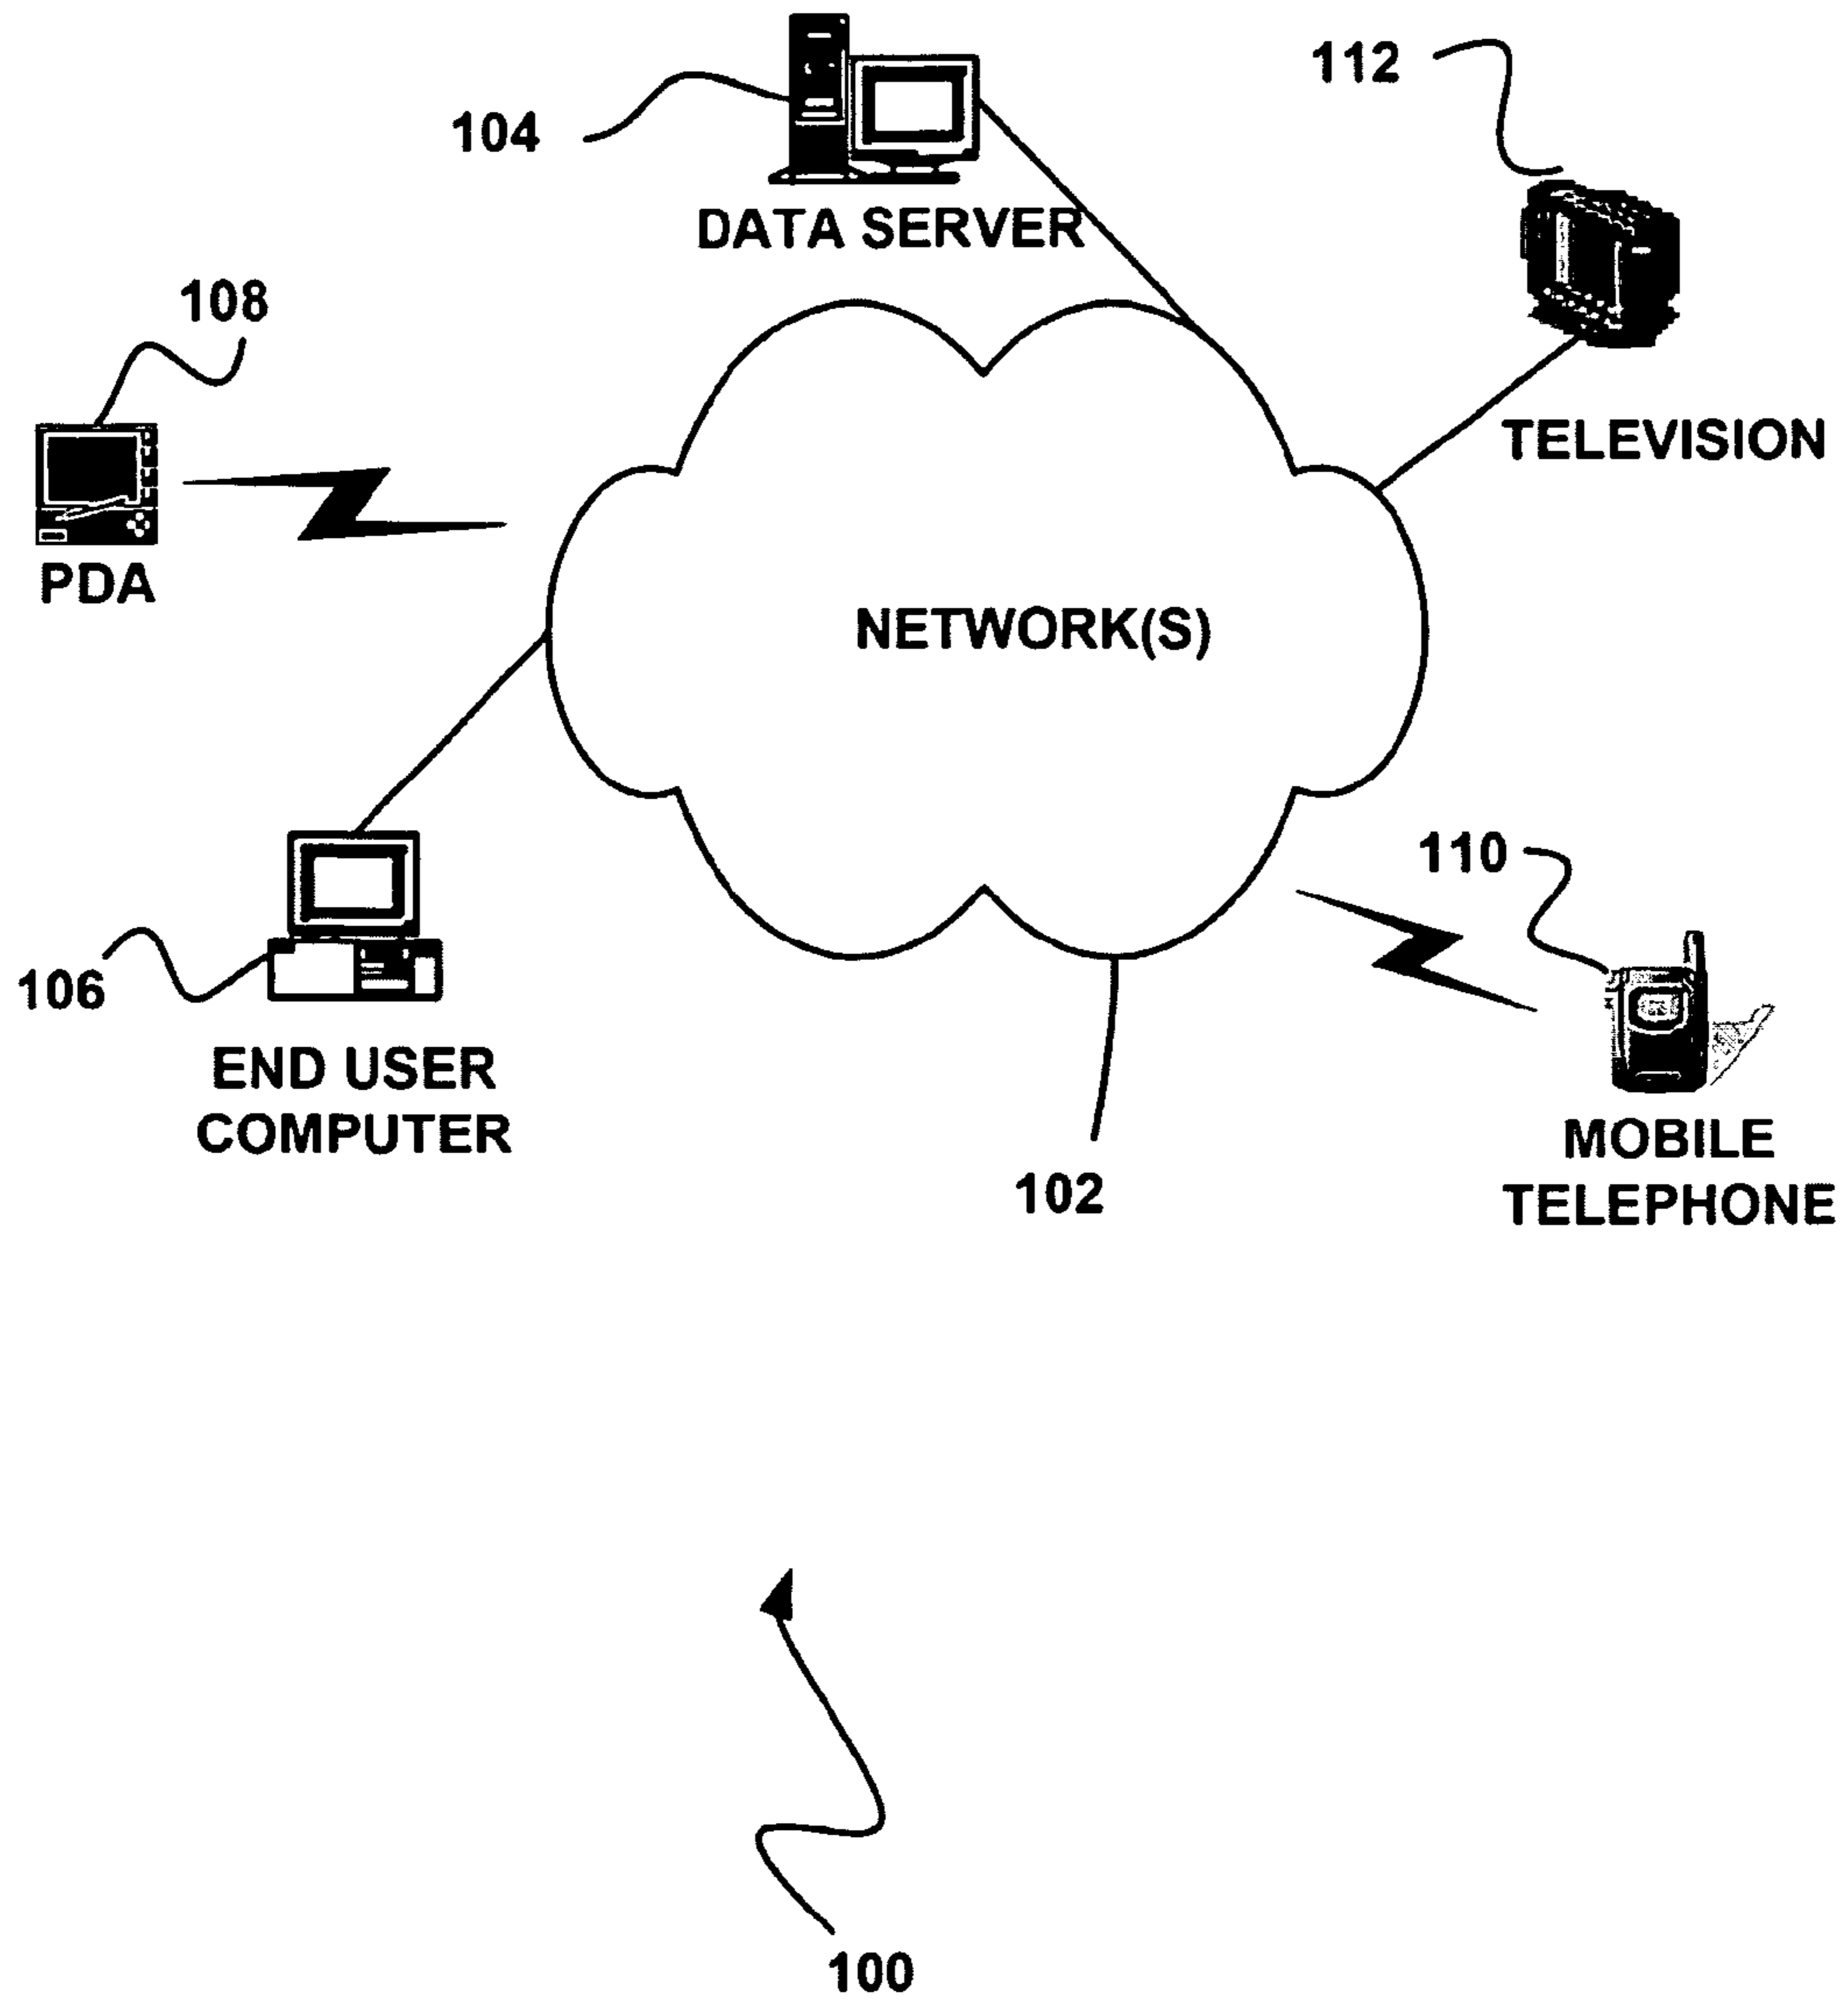 112
104
DATA SERVER
108
TELEVISION
PDA
NETWORK(S)
110
106
END USER
COMPUTER
MOBILE
TELEPHONE
102
100